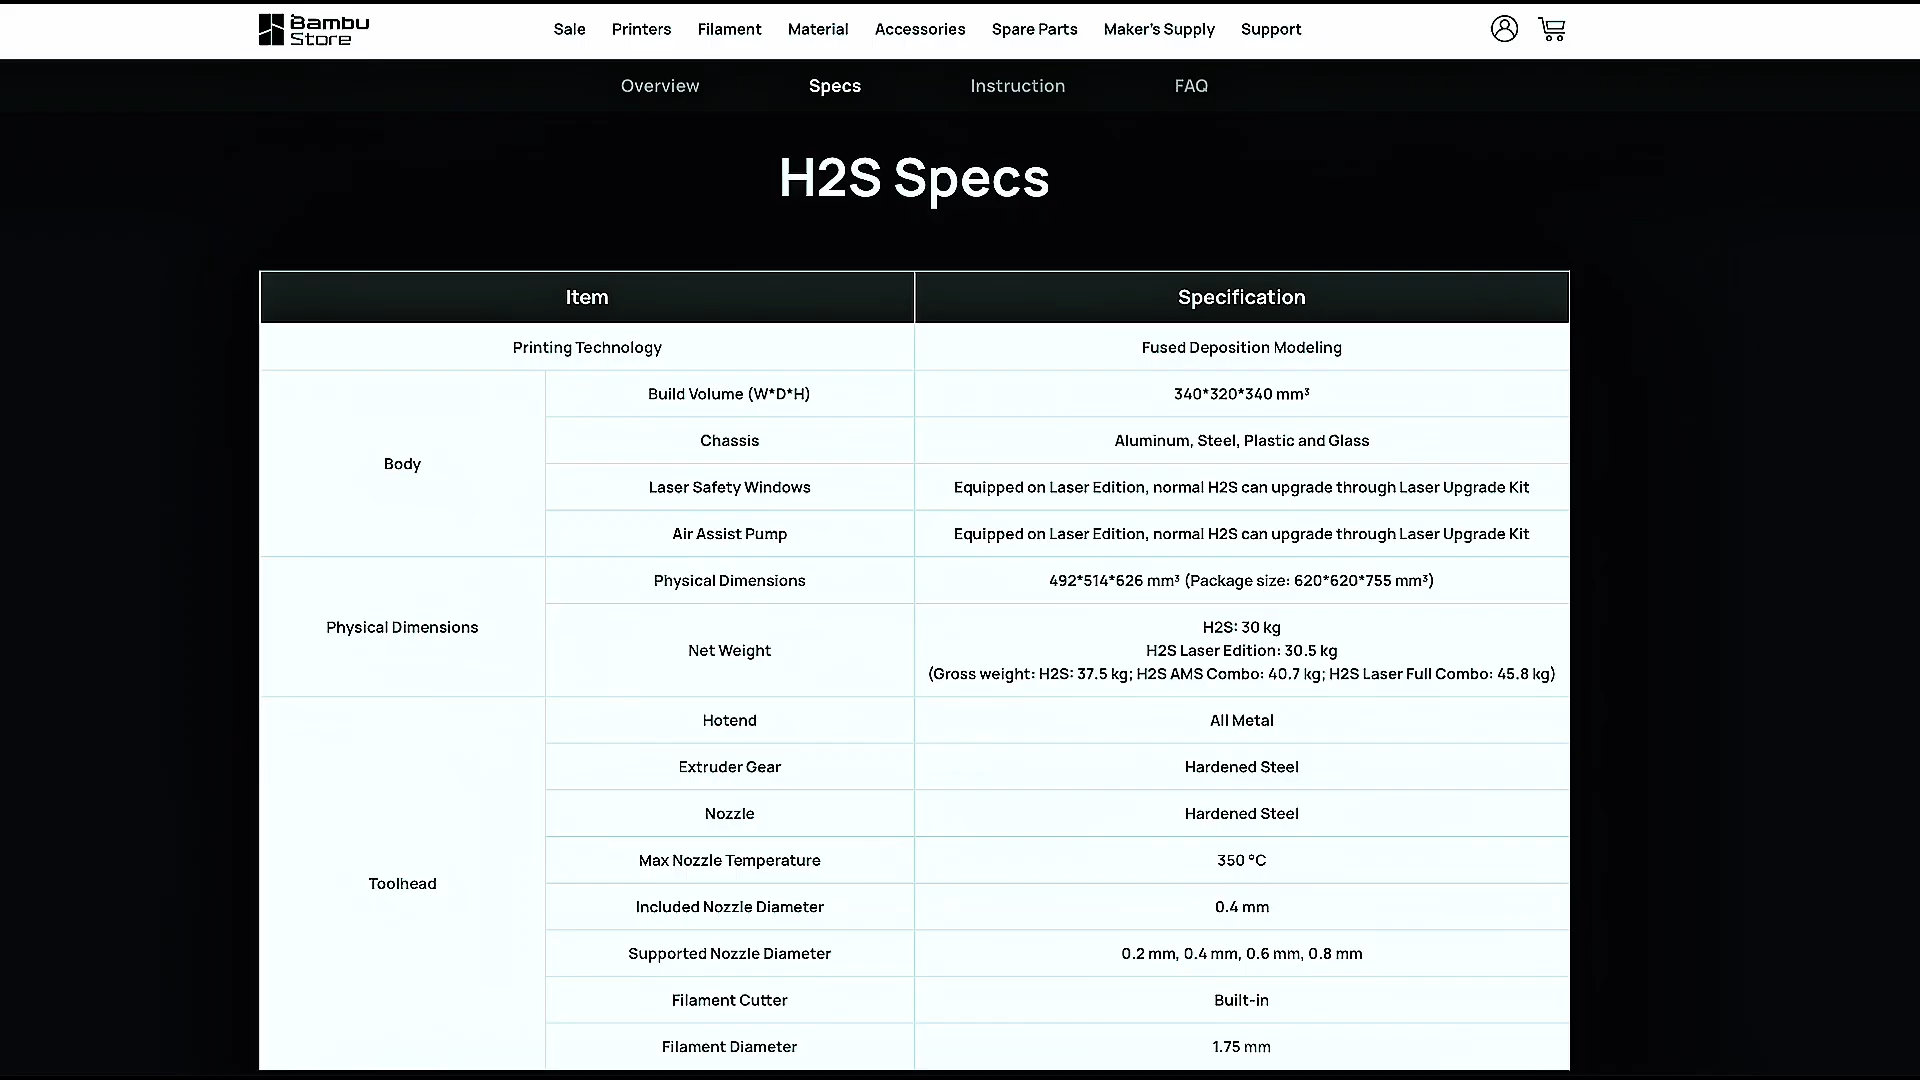 Bambu
Store
Sale Printers Filament Material Accessories Spare Parts Maker's Supply Support
Overview Specs Instruction FAQ
H2S Specs
Item Specification
Printing Technology Fused Deposition Modeling
Body
Build Volume (W*D*H) 340*320*340 mm³
Chassis Aluminum, Steel, Plastic and Glass
Laser Safety Windows Equipped on Laser Edition, normal H2S can upgrade through Laser Upgrade Kit
Air Assist Pump Equipped on Laser Edition, normal H2S can upgrade through Laser Upgrade Kit
Physical Dimensions
Physical Dimensions 492*514*626 mm³ (Package size: 620*620*755 mm³)
Net Weight
H2S: 30 kg
H2S Laser Edition: 30.5 kg
(Gross weight: H2S: 37.5 kg; H2S AMS Combo: 40.7 kg; H2S Laser Full Combo: 45.8 kg)
Toolhead
Hotend All Metal
Extruder Gear Hardened Steel
Nozzle Hardened Steel
Max Nozzle Temperature 350 °C
Included Nozzle Diameter 0.4 mm
Supported Nozzle Diameter 0.2 mm, 0.4 mm, 0.6 mm, 0.8 mm
Filament Cutter Built-in
Filament Diameter 1.75 mm